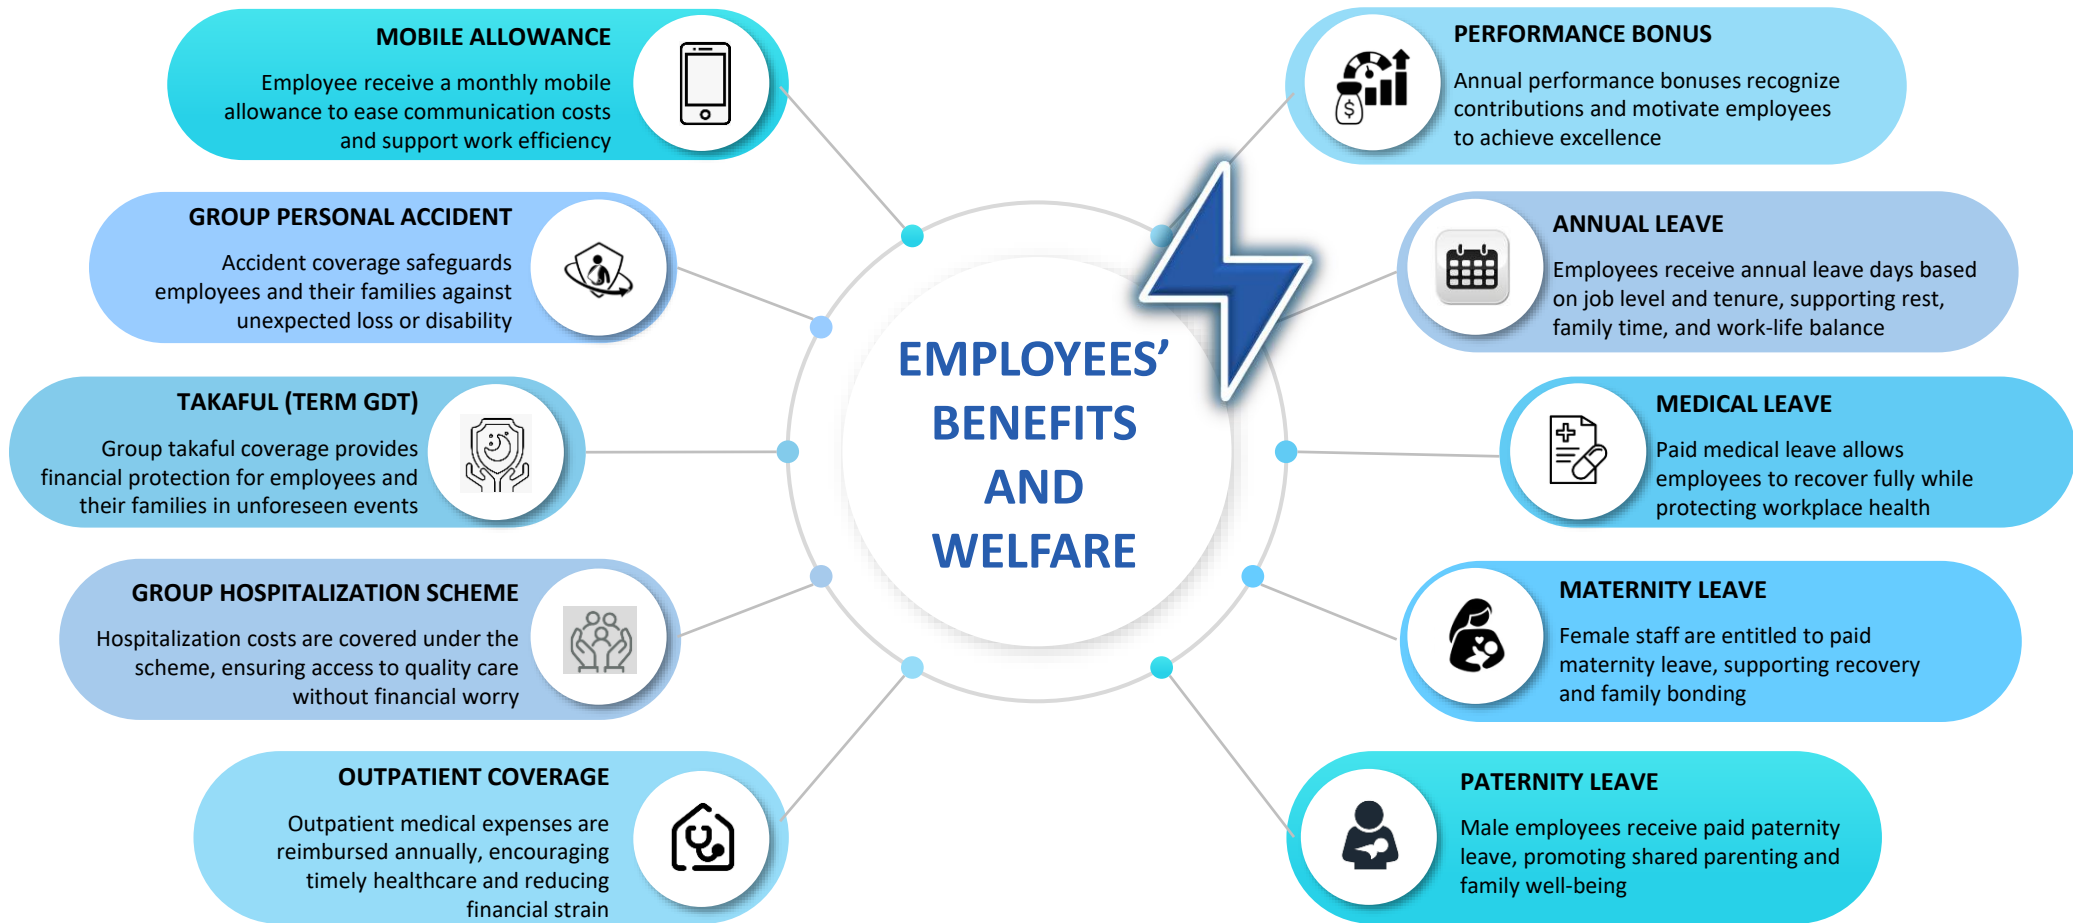 MOBILE ALLOWANCE
Employee receive a monthly mobile
allowance to ease communication costs
and support work efficiency
GROUP PERSONAL ACCIDENT
Accident coverage safeguards
employees and their families against
unexpected loss or disability
TAKAFUL (TERM GDT)
Group takaful coverage provides
financial protection for employees and
their families in unforeseen events
GROUP HOSPITALIZATION SCHEME
Hospitalization costs are covered under the
scheme, ensuring access to quality care
without financial worry
OUTPATIENT COVERAGE
Outpatient medical expenses are
reimbursed annually, encouraging
timely healthcare and reducing
financial strain
EMPLOYEES’
BENEFITS
AND
WELFARE
PERFORMANCE BONUS
Annual performance bonuses recognize
contributions and motivate employees
to achieve excellence
ANNUAL LEAVE
Employees receive annual leave days based
on job level and tenure, supporting rest,
family time, and work-life balance
MEDICAL LEAVE
Paid medical leave allows
employees to recover fully while
protecting workplace health
MATERNITY LEAVE
Female staff are entitled to paid
maternity leave, supporting recovery
and family bonding
PATERNITY LEAVE
Male employees receive paid paternity
leave, promoting shared parenting and
family well-being